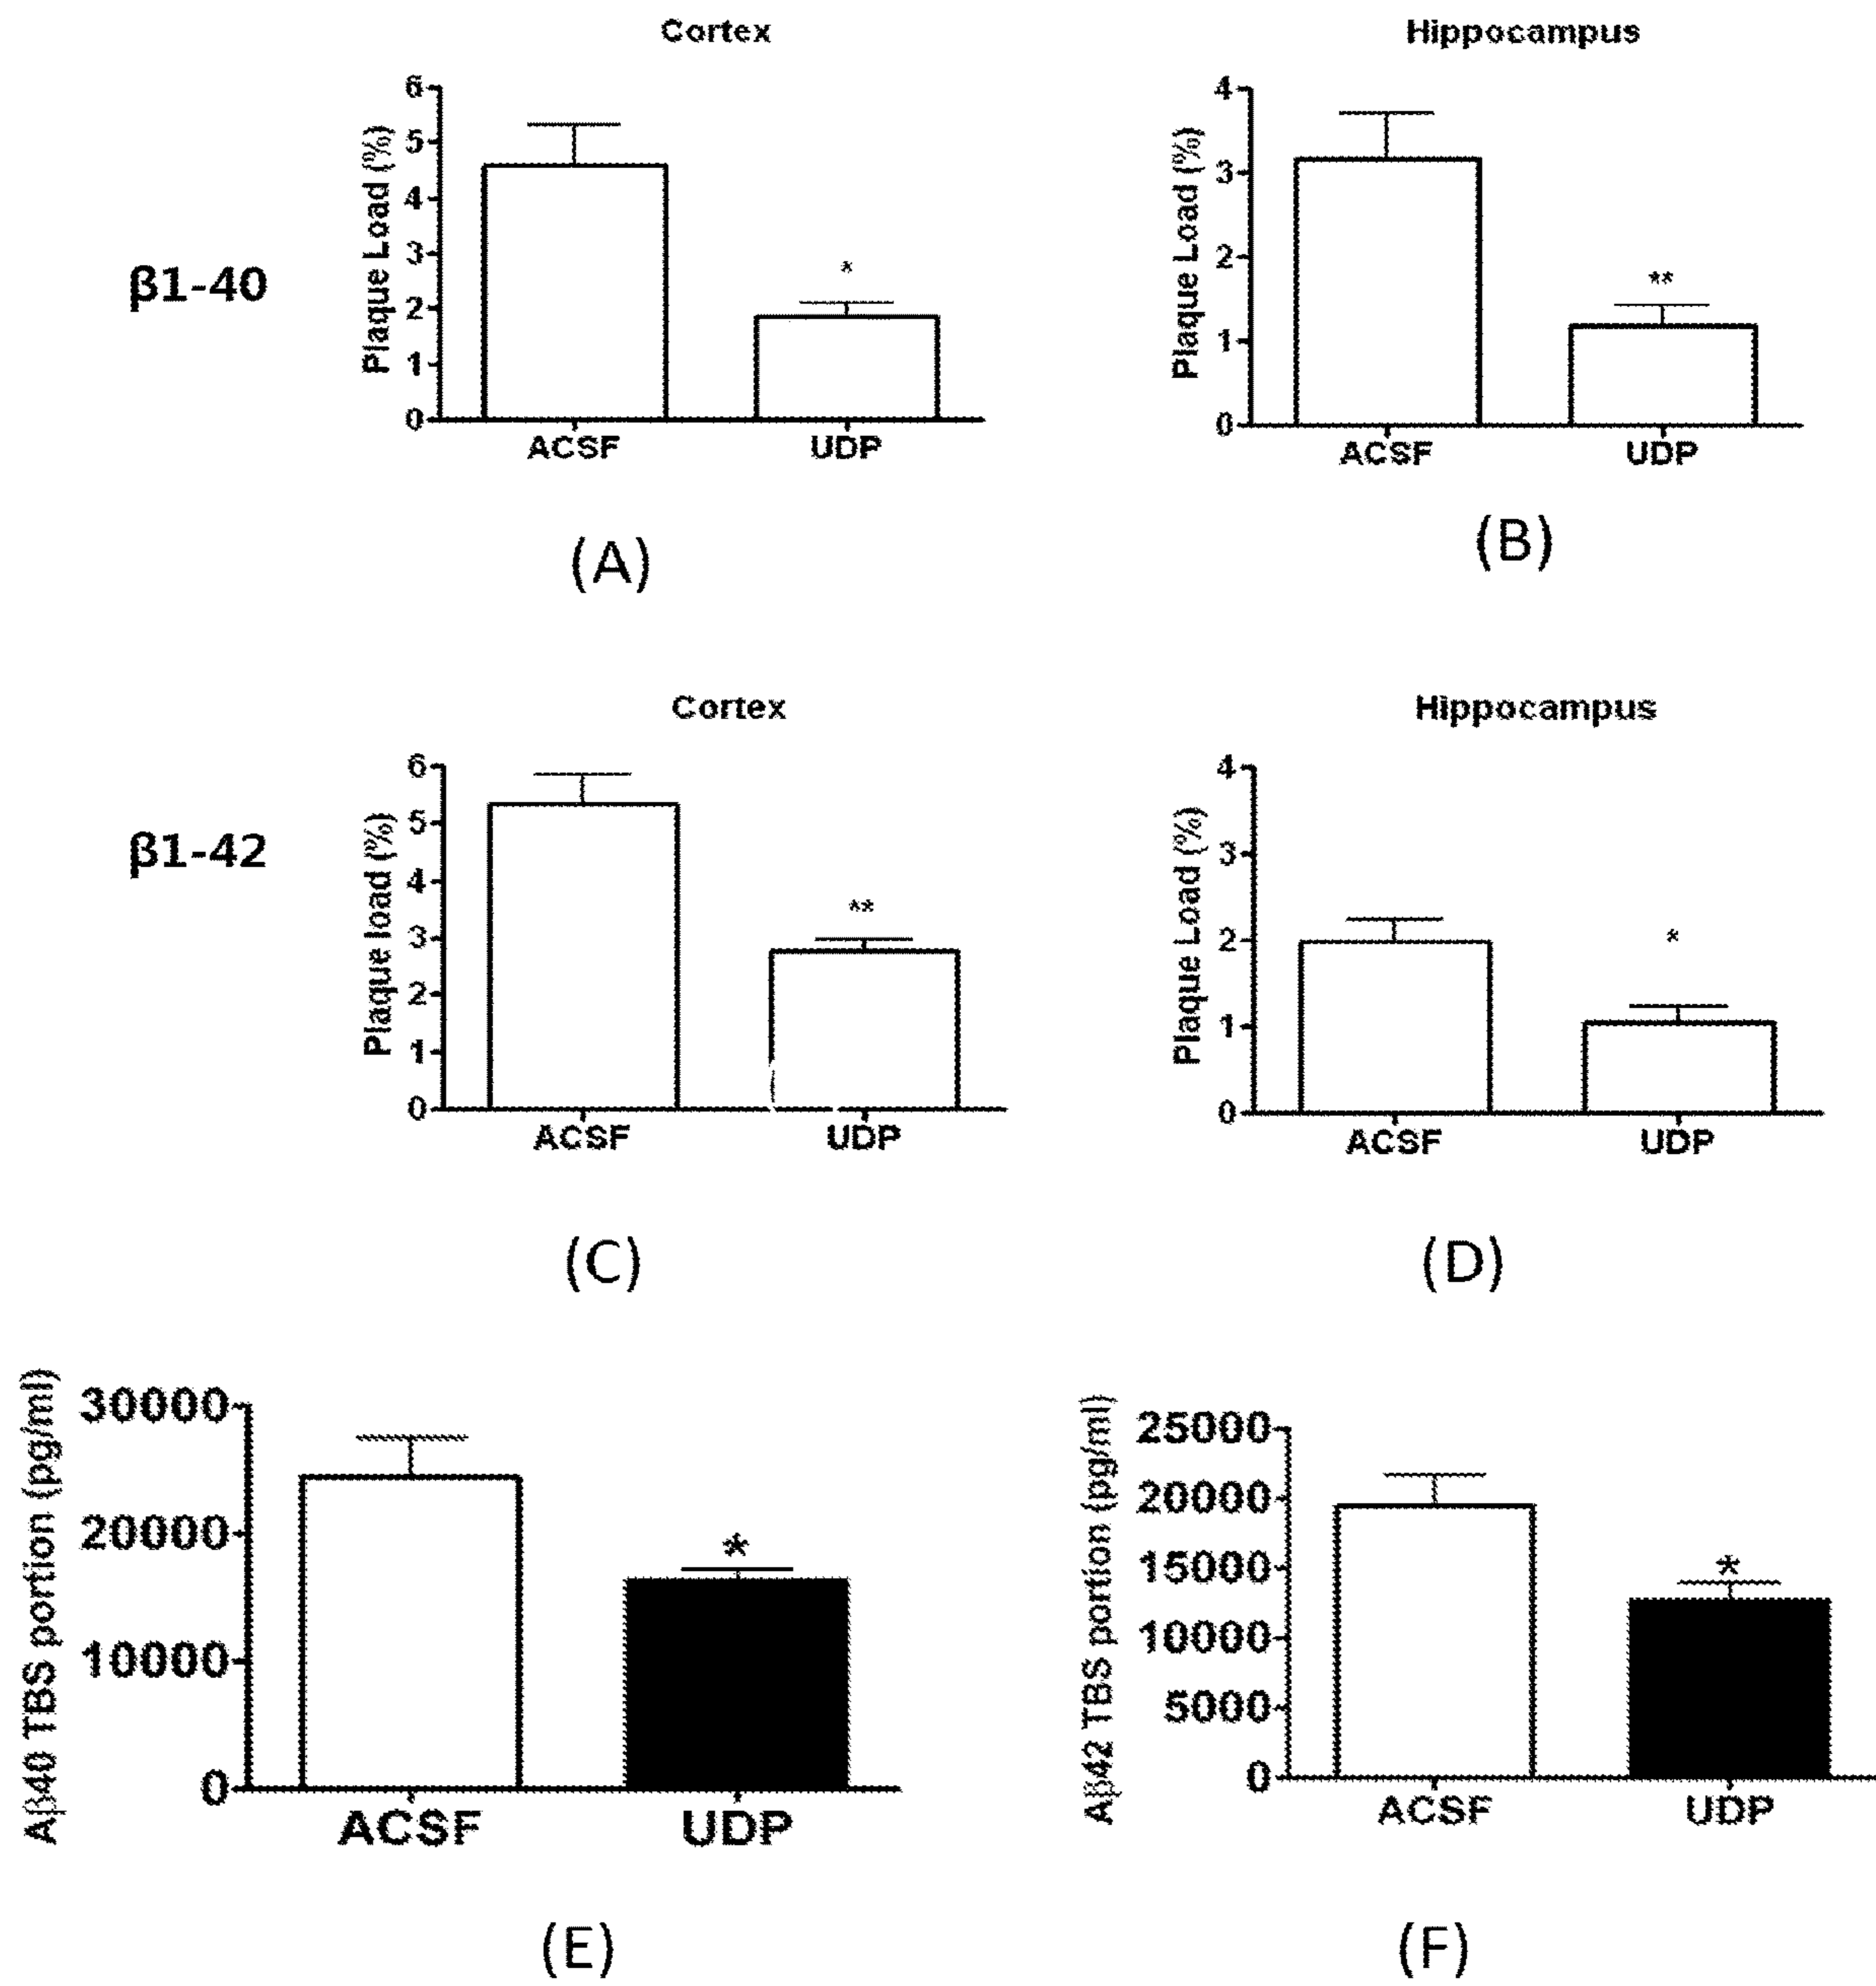 Cortex
Plaque Load (%)
6
5
4
3
2
1
0
*
ACSF UDP
(A)
Hippocampus
Plaque Load (%)
4
3
2
1
0
**
ACSF UDP
(B)
β1-40
Cortex
Plaque load (%)
6
5
4
3
2
1
0
**
ACSF UDP
(C)
Hippocampus
Plaque Load (%)
4
3
2
1
0
*
ACSF UDP
(D)
β1-42
Aβ40 TBS portion (pg/ml)
30000
20000
10000
0
*
ACSF UDP
(E)
Aβ42 TBS portion (pg/ml)
25000
20000
15000
10000
5000
0
*
ACSF UDP
(F)